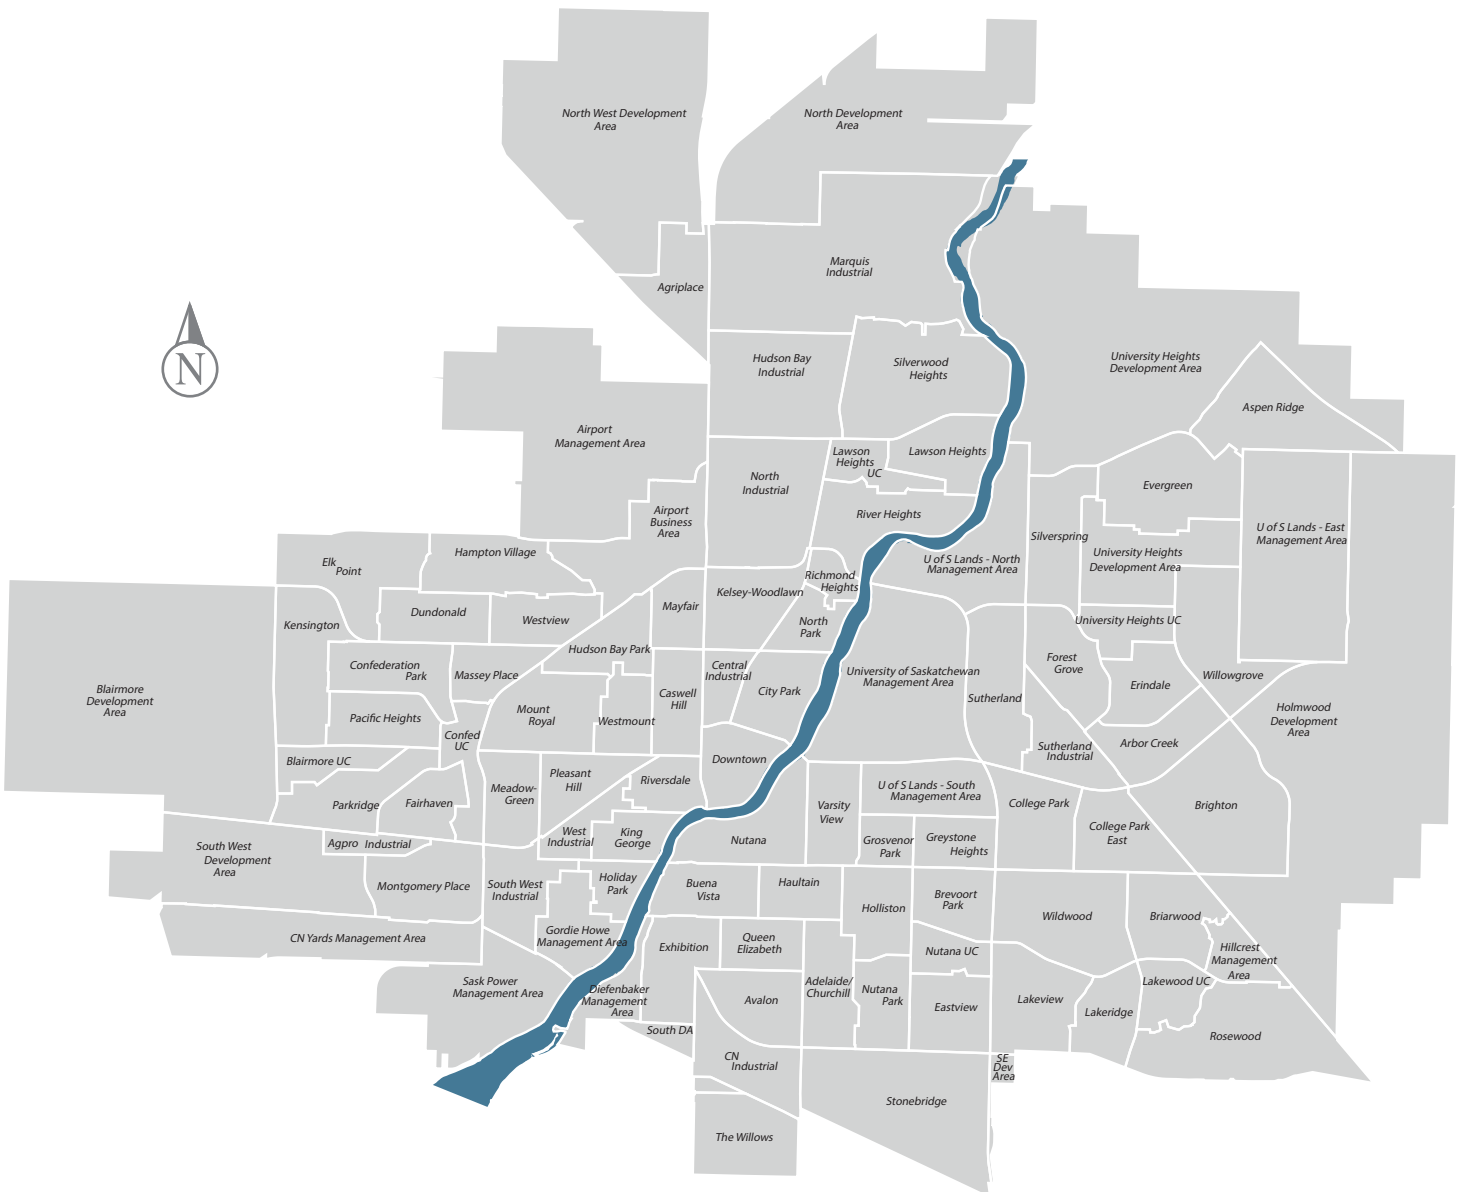 North West Development
Area
North Development
Area
Marquis
Industrial
Agriplace
N
Hudson Bay
Industrial
Silverwood
Heights
University Heights
Development Area
Aspen Ridge
Airport
Management Area
Lawson
Heights
UC
Lawson Heights
North
Industrial
Evergreen
Airport
Business
Area
River Heights
U of S Lands - East
Management Area
Silverspring
Hampton Village
Elk
Point
University Heights
Development Area
U of S Lands - North
Management Area
Richmond
Heights
Kelsey-Woodlawn
Mayfair
Dundonald
Westview
Kensington
North
Park
University Heights UC
Hudson Bay Park
Confederation
Park
Massey Place
Central
Industrial
University of Saskatchewan
Management Area
Forest
Grove
Willowgrove
Erindale
Blairmore
Development
Area
Caswell
Hill
City Park
Sutherland
Holmwood
Development
Area
Pacific Heights
Mount
Royal
Westmount
Confed
UC
Sutherland
Industrial
Arbor Creek
Blairmore UC
Downtown
Pleasant
Hill
Riversdale
Meadow-
Green
U of S Lands - South
Management Area
Parkridge
Fairhaven
Varsity
View
College Park
Brighton
College Park
East
West
Industrial
King
George
Nutana
Grosvenor
Park
Greystone
Heights
Agpro Industrial
South West
Development
Area
Montgomery Place
South West
Industrial
Holiday
Park
Buena
Vista
Haultain
Brevoort
Park
Holliston
Wildwood
Briarwood
CN Yards Management Area
Gordie Howe
Management Area
Exhibition
Queen
Elizabeth
Nutana UC
Hillcrest
Management
Area
Sask Power
Management Area
Diefenbaker
Management
Area
Adelaide/
Churchill
Nutana
Park
Lakewood UC
Avalon
Eastview
Lakeview
Lakeridge
South DA
Rosewood
CN
Industrial
SE
Dev
Area
Stonebridge
The Willows